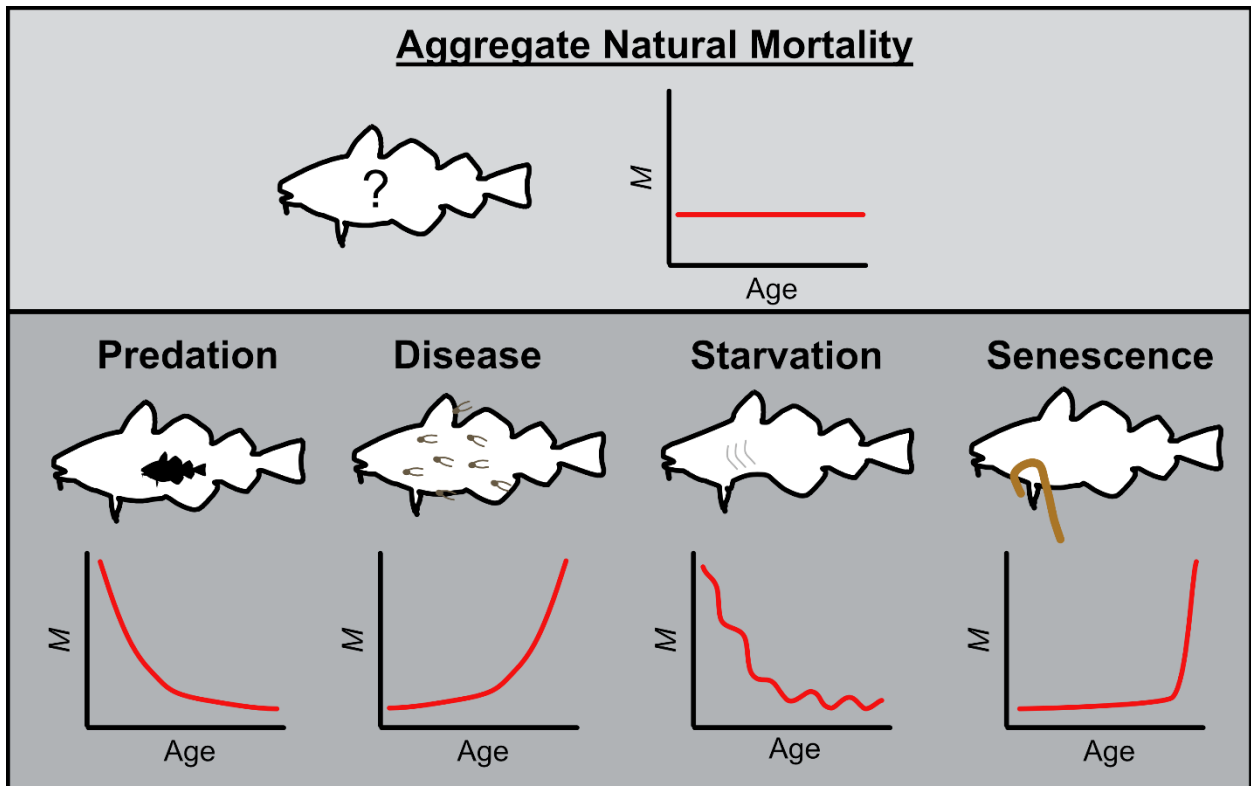 Aggregate Natural Mortality
?
M
Age
Predation Disease Starvation Senescence
M M M M
Age Age Age Age